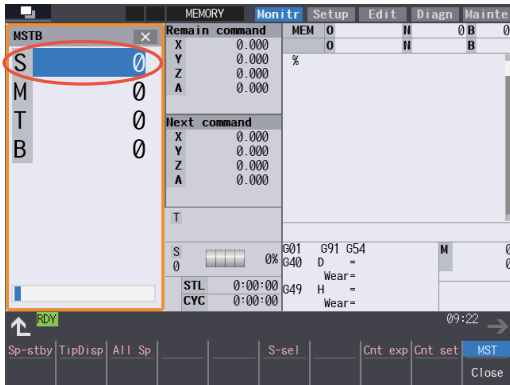 MEMORY Monitr Setup Edit Diagn Mainte
MSTB
S 0
M 0
T 0
B 0
Remain command
X 0.000
Y 0.000
Z 0.000
A 0.000
Next command
X 0.000
Y 0.000
Z 0.000
A 0.000
T
S 0%
0
STL 0:00:00
CYC 0:00:00
MEM O N 0 B 0
O N B
%
G01 G91 G54 M 0
G40 D = 0
Wear=
G49 H =
Wear=
RDY
09:22
Sp-stby TipDisp All Sp S-sel Cnt exp Cnt set MST
Close